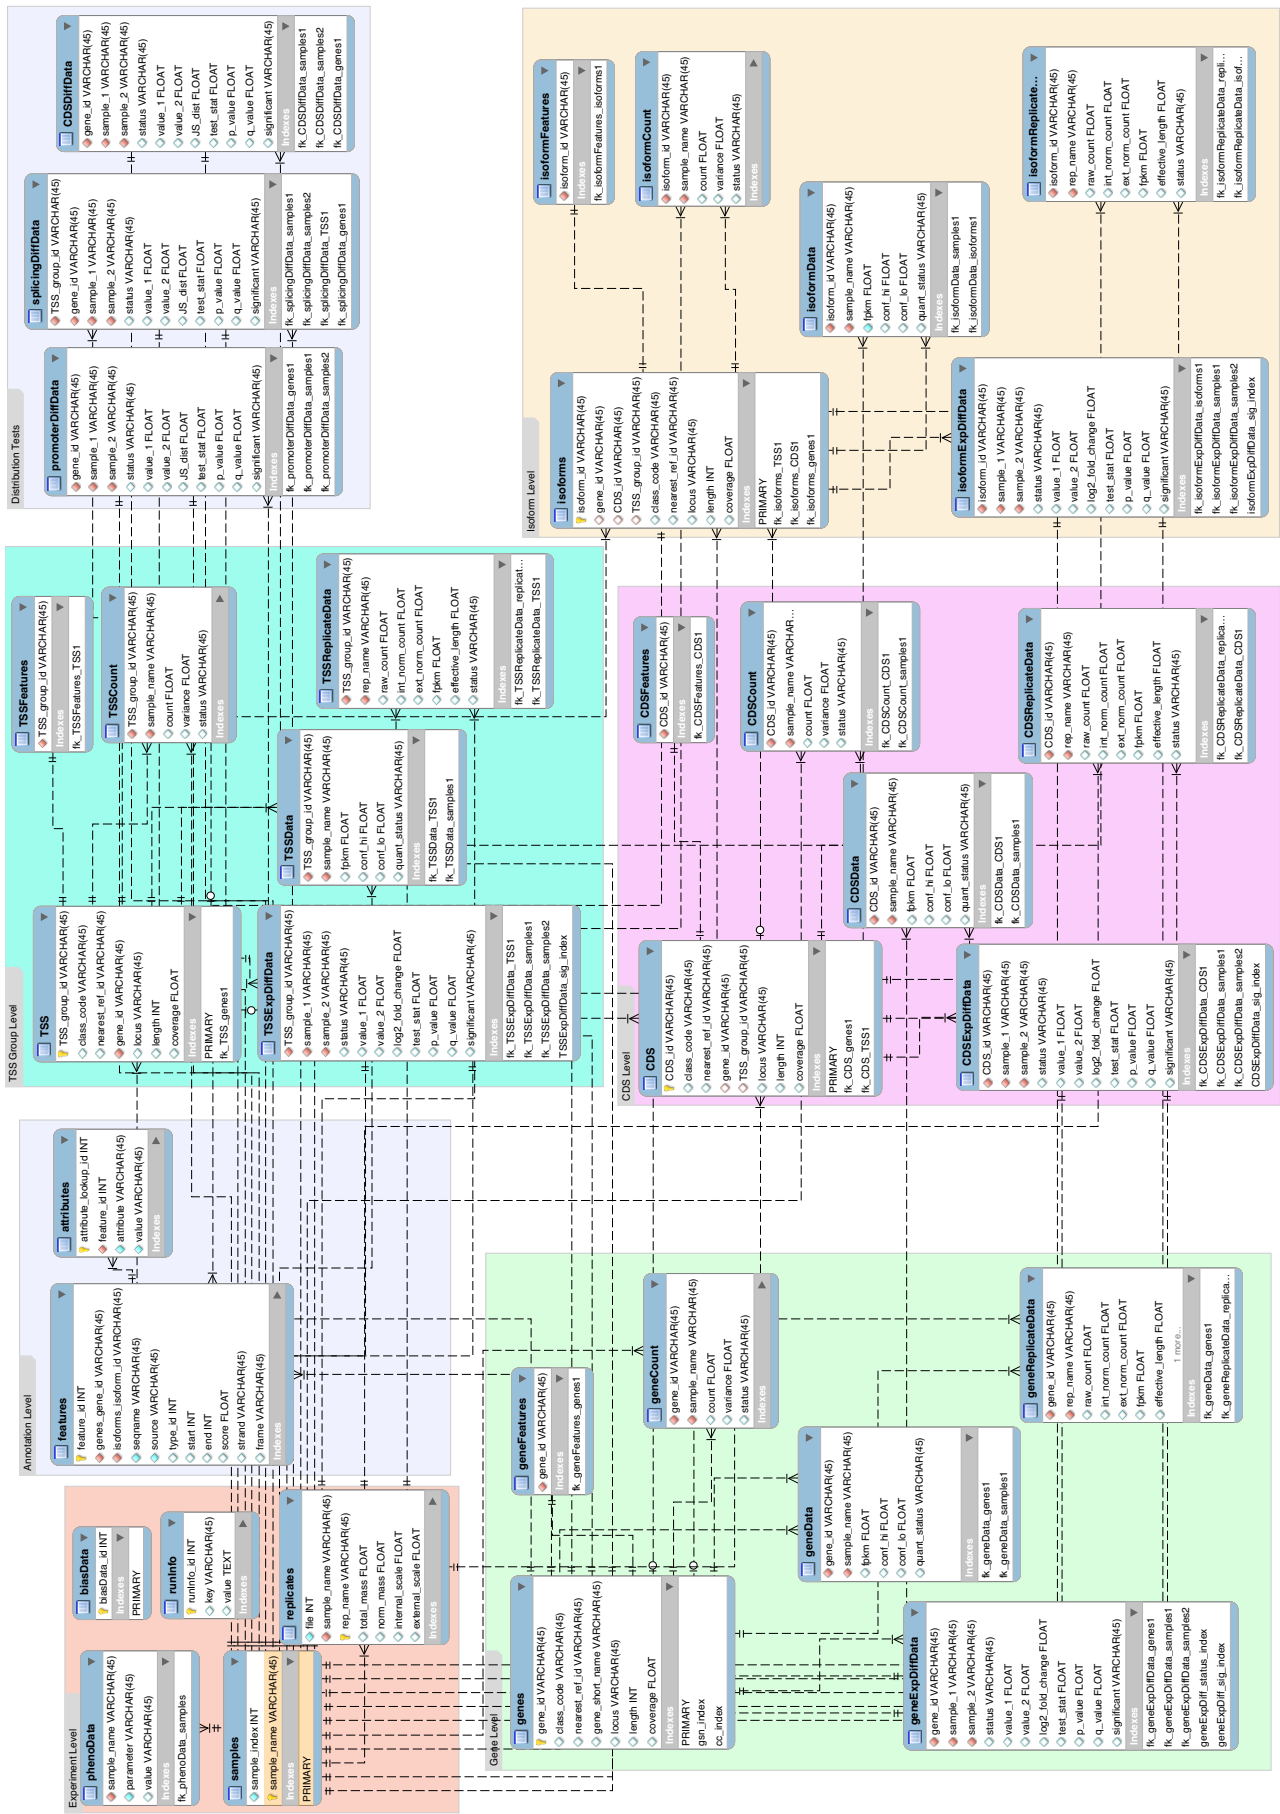 Experiment Level
phenoData
sample_name VARCHAR(45)
parameter VARCHAR(45)
value VARCHAR(45)
Indexes
fk_phenoData_samples
biasData
biasData_id INT
Indexes
PRIMARY
runInfo
runInfo_id INT
key VARCHAR(45)
value TEXT
Indexes
samples
sample_index INT
sample_name VARCHAR(45)
Indexes
PRIMARY
replicates
file INT
sample_name VARCHAR(45)
rep_name VARCHAR(45)
total_mass FLOAT
norm_mass FLOAT
internal_scale FLOAT
external_scale FLOAT
Indexes
Annotation Level
features
feature_id INT
genes_gene_id VARCHAR(45)
isoforms_isoform_id VARCHAR(45)
seqname VARCHAR(45)
source VARCHAR(45)
type_id INT
start INT
end INT
score FLOAT
strand VARCHAR(45)
frame VARCHAR(45)
Indexes
attributes
attribute_lookup_id INT
feature_id INT
attribute VARCHAR(45)
value VARCHAR(45)
Indexes
TSS Group Level
TSS
TSS_group_id VARCHAR(45)
class_code VARCHAR(45)
nearest_ref_id VARCHAR(45)
gene_id VARCHAR(45)
locus VARCHAR(45)
length INT
coverage FLOAT
Indexes
PRIMARY
fk_TSS_genes1
TSSFeatures
TSS_group_id VARCHAR(45)
Indexes
fk_TSSFeatures_TSS1
TSSCount
TSS_group_id VARCHAR(45)
sample_name VARCHAR(45)
count FLOAT
variance FLOAT
status VARCHAR(45)
Indexes
TSSExpDiffData
TSS_group_id VARCHAR(45)
sample_1 VARCHAR(45)
sample_2 VARCHAR(45)
status VARCHAR(45)
value_1 FLOAT
value_2 FLOAT
log2_fold_change FLOAT
test_stat FLOAT
p_value FLOAT
q_value FLOAT
significant VARCHAR(45)
Indexes
fk_TSSExpDiffData_TSS1
fk_TSSExpDiffData_samples1
fk_TSSExpDiffData_samples2
TSSExpDiffData_sig_index
TSSData
TSS_group_id VARCHAR(45)
sample_name VARCHAR(45)
fpkm FLOAT
conf_hi FLOAT
conf_lo FLOAT
quant_status VARCHAR(45)
Indexes
fk_TSSData_TSS1
fk_TSSData_samples1
TSSReplicateData
TSS_group_id VARCHAR(45)
rep_name VARCHAR(45)
raw_count FLOAT
int_norm_count FLOAT
ext_norm_count FLOAT
fpkm FLOAT
effective_length FLOAT
status VARCHAR(45)
Indexes
fk_TSSReplicateData_replicat...
fk_TSSReplicateData_TSS1
Distribution Tests
promoterDiffData
gene_id VARCHAR(45)
sample_1 VARCHAR(45)
sample_2 VARCHAR(45)
status VARCHAR(45)
value_1 FLOAT
value_2 FLOAT
JS_dist FLOAT
test_stat FLOAT
p_value FLOAT
q_value FLOAT
significant VARCHAR(45)
Indexes
fk_promoterDiffData_genes1
fk_promoterDiffData_samples1
fk_promoterDiffData_samples2
splicingDiffData
TSS_group_id VARCHAR(45)
gene_id VARCHAR(45)
sample_1 VARCHAR(45)
sample_2 VARCHAR(45)
status VARCHAR(45)
value_1 FLOAT
value_2 FLOAT
JS_dist FLOAT
test_stat FLOAT
p_value FLOAT
q_value FLOAT
significant VARCHAR(45)
Indexes
fk_splicingDiffData_samples1
fk_splicingDiffData_samples2
fk_splicingDiffData_TSS1
fk_splicingDiffData_genes1
CDSDiffData
gene_id VARCHAR(45)
sample_1 VARCHAR(45)
sample_2 VARCHAR(45)
status VARCHAR(45)
value_1 FLOAT
value_2 FLOAT
JS_dist FLOAT
test_stat FLOAT
p_value FLOAT
q_value FLOAT
significant VARCHAR(45)
Indexes
fk_CDSDiffData_samples1
fk_CDSDiffData_samples2
fk_CDSDiffData_genes1
Gene Level
genes
gene_id VARCHAR(45)
class_code VARCHAR(45)
nearest_ref_id VARCHAR(45)
gene_short_name VARCHAR(45)
locus VARCHAR(45)
length INT
coverage FLOAT
Indexes
PRIMARY
gsn_index
cc_index
geneFeatures
gene_id VARCHAR(45)
Indexes
fk_geneFeatures_genes1
geneCount
gene_id VARCHAR(45)
sample_name VARCHAR(45)
count FLOAT
variance FLOAT
status VARCHAR(45)
Indexes
geneData
gene_id VARCHAR(45)
sample_name VARCHAR(45)
fpkm FLOAT
conf_hi FLOAT
conf_lo FLOAT
quant_status VARCHAR(45)
Indexes
fk_geneData_genes1
fk_geneData_samples1
geneExpDiffData
gene_id VARCHAR(45)
sample_1 VARCHAR(45)
sample_2 VARCHAR(45)
status VARCHAR(45)
value_1 FLOAT
value_2 FLOAT
log2_fold_change FLOAT
test_stat FLOAT
p_value FLOAT
q_value FLOAT
significant VARCHAR(45)
Indexes
fk_geneExpDiffData_genes1
fk_geneExpDiffData_samples1
fk_geneExpDiffData_samples2
geneExpDiff_status_index
geneExpDiff_sig_index
geneReplicateData
gene_id VARCHAR(45)
rep_name VARCHAR(45)
raw_count FLOAT
int_norm_count FLOAT
ext_norm_count FLOAT
fpkm FLOAT
effective_length FLOAT
1 more...
Indexes
fk_geneData_genes1
fk_geneReplicateData_replica...
CDS Level
CDS
CDS_id VARCHAR(45)
class_code VARCHAR(45)
nearest_ref_id VARCHAR(45)
gene_id VARCHAR(45)
TSS_group_id VARCHAR(45)
locus VARCHAR(45)
length INT
coverage FLOAT
Indexes
PRIMARY
fk_CDS_genes1
fk_CDS_TSS1
CDSFeatures
CDS_id VARCHAR(45)
Indexes
fk_CDSFeatures_CDS1
CDSCount
CDS_id VARCHAR(45)
sample_name VARCHAR...
count FLOAT
variance FLOAT
status VARCHAR(45)
Indexes
fk_CDSCount_CDS1
fk_CDSCount_samples1
CDSData
CDS_id VARCHAR(45)
sample_name VARCHAR(45)
fpkm FLOAT
conf_hi FLOAT
conf_lo FLOAT
quant_status VARCHAR(45)
Indexes
fk_CDSData_CDS1
fk_CDSData_samples1
CDSExpDiffData
CDS_id VARCHAR(45)
sample_1 VARCHAR(45)
sample_2 VARCHAR(45)
status VARCHAR(45)
value_1 FLOAT
value_2 FLOAT
log2_fold_change FLOAT
test_stat FLOAT
p_value FLOAT
q_value FLOAT
significant VARCHAR(45)
Indexes
fk_CDSExpDiffData_CDS1
fk_CDSExpDiffData_samples1
fk_CDSExpDiffData_samples2
CDSExpDiffData_sig_index
CDSReplicateData
CDS_id VARCHAR(45)
rep_name VARCHAR(45)
raw_count FLOAT
int_norm_count FLOAT
ext_norm_count FLOAT
fpkm FLOAT
effective_length FLOAT
status VARCHAR(45)
Indexes
fk_CDSReplicateData_replica...
fk_CDSReplicateData_CDS1
Isoform Level
isoforms
isoform_id VARCHAR(45)
gene_id VARCHAR(45)
CDS_id VARCHAR(45)
TSS_group_id VARCHAR(45)
class_code VARCHAR(45)
nearest_ref_id VARCHAR(45)
locus VARCHAR(45)
length INT
coverage FLOAT
Indexes
PRIMARY
fk_isoforms_TSS1
fk_isoforms_CDS1
fk_isoforms_genes1
isoformFeatures
isoform_id VARCHAR(45)
Indexes
fk_isoformFeatures_isoforms1
isoformCount
isoform_id VARCHAR(45)
sample_name VARCHAR(45)
count FLOAT
variance FLOAT
status VARCHAR(45)
Indexes
isoformData
isoform_id VARCHAR(45)
sample_name VARCHAR(45)
fpkm FLOAT
conf_hi FLOAT
conf_lo FLOAT
quant_status VARCHAR(45)
Indexes
fk_isoformData_samples1
fk_isoformData_isoforms1
isoformExpDiffData
isoform_id VARCHAR(45)
sample_1 VARCHAR(45)
sample_2 VARCHAR(45)
status VARCHAR(45)
value_1 FLOAT
value_2 FLOAT
log2_fold_change FLOAT
test_stat FLOAT
p_value FLOAT
q_value FLOAT
significant VARCHAR(45)
Indexes
fk_isoformExpDiffData_isoforms1
fk_isoformExpDiffData_samples1
fk_isoformExpDiffData_samples2
isoformExpDiffData_sig_index
isoformReplicate...
isoform_id VARCHAR(45)
rep_name VARCHAR(45)
raw_count FLOAT
int_norm_count FLOAT
ext_norm_count FLOAT
fpkm FLOAT
effective_length FLOAT
status VARCHAR(45)
Indexes
fk_isoformReplicateData_repli...
fk_isoformReplicateData_isof...